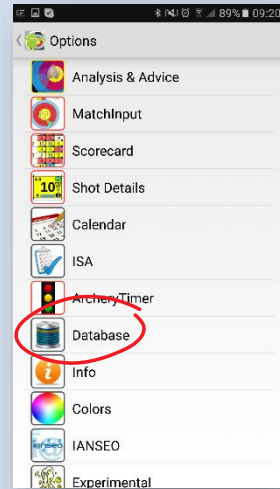 89% 09:20
Options
Analysis & Advice
MatchInput
Scorecard
10
Shot Details
Calendar
ISA
ArcheryTimer
Database
Info
Colors
ianseo
IANSEO
Experimental